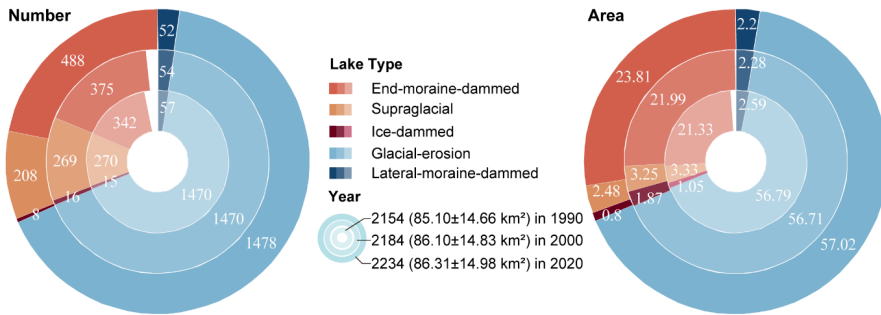 Number
52
54
57
488
375
342
208
269
270
8
16
15
1470
1470
1478
Lake Type
End-moraine-dammed
Supraglacial
Ice-dammed
Glacial-erosion
Lateral-moraine-dammed
Year
2154 (85.10±14.66 km²) in 1990
2184 (86.10±14.83 km²) in 2000
2234 (86.31±14.98 km²) in 2020
Area
2.2
2.28
2.59
23.81
21.99
21.33
2.48
3.25
3.33
0.8
1.87
1.05
56.79
56.71
57.02